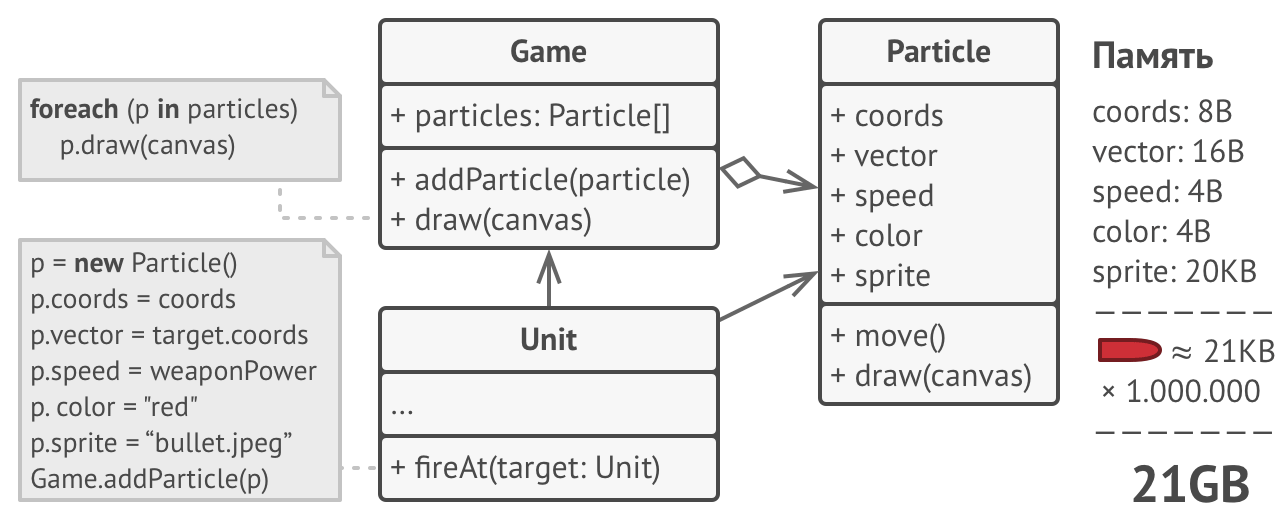 foreach (p in particles)
p.draw(canvas)
p = new Particle()
p.coords = coords
p.vector = target.coords
p.speed = weaponPower
p. color = "red"
p.sprite = “bullet.jpeg”
Game.addParticle(p)
Game
+ particles: Particle[]
+ addParticle(particle)
+ draw(canvas)
Unit
...
+ fireAt(target: Unit)
Particle
+ coords
+ vector
+ speed
+ color
+ sprite
+ move()
+ draw(canvas)
Память
coords: 8B
vector: 16B
speed: 4B
color: 4B
sprite: 20KB
≈ 21KB
× 1.000.000
21GB